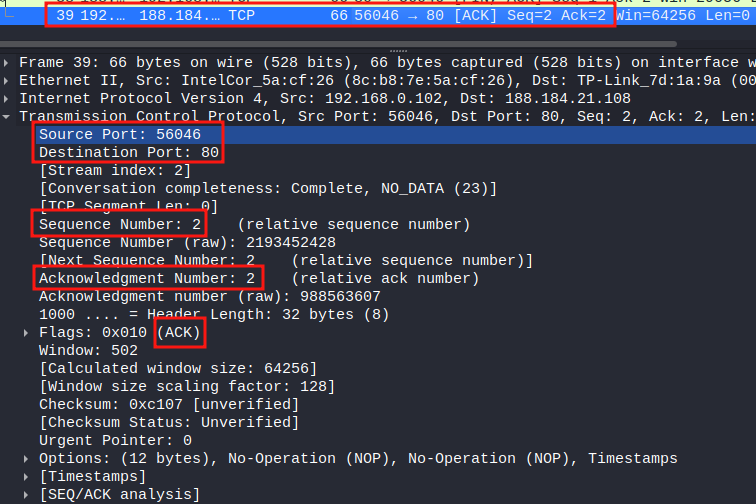 39 192.… 188.184.… TCP 66 56046 → 80 [ACK] Seq=2 Ack=2 Win=64256 Len=0
Frame 39: 66 bytes on wire (528 bits), 66 bytes captured (528 bits) on interface w
Ethernet II, Src: IntelCor_5a:cf:26 (8c:b8:7e:5a:cf:26), Dst: TP-Link_7d:1a:9a (00
Internet Protocol Version 4, Src: 192.168.0.102, Dst: 188.184.21.108
Transmission Control Protocol, Src Port: 56046, Dst Port: 80, Seq: 2, Ack: 2, Len:
Source Port: 56046
Destination Port: 80
[Stream index: 2]
[Conversation completeness: Complete, NO_DATA (23)]
[TCP Segment Len: 0]
Sequence Number: 2 (relative sequence number)
Sequence Number (raw): 2193452428
[Next Sequence Number: 2 (relative sequence number)]
Acknowledgment Number: 2 (relative ack number)
Acknowledgment number (raw): 988563607
1000 .... = Header Length: 32 bytes (8)
Flags: 0x010 (ACK)
Window: 502
[Calculated window size: 64256]
[Window size scaling factor: 128]
Checksum: 0xc107 [unverified]
[Checksum Status: Unverified]
Urgent Pointer: 0
Options: (12 bytes), No-Operation (NOP), No-Operation (NOP), Timestamps
[Timestamps]
[SEQ/ACK analysis]